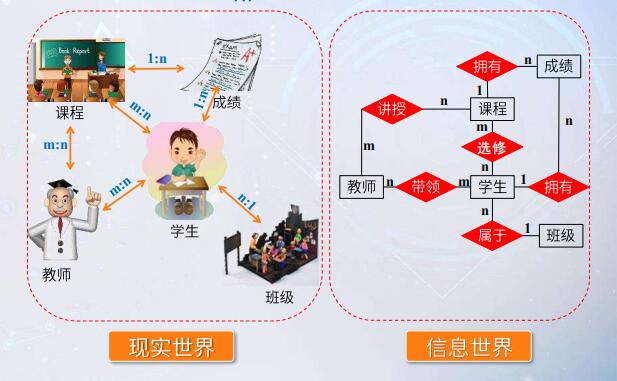 Book Report
exam
A+
1:n
课程
成绩
m:n
m:n
1:n
m:n
n:1
学生
教师
班级
现实世界
拥有
n
成绩
1
讲授
n
课程
m
m
选修
n
n
教师
n
带领
m
学生
1
拥有
n
属于
1
班级
信息世界